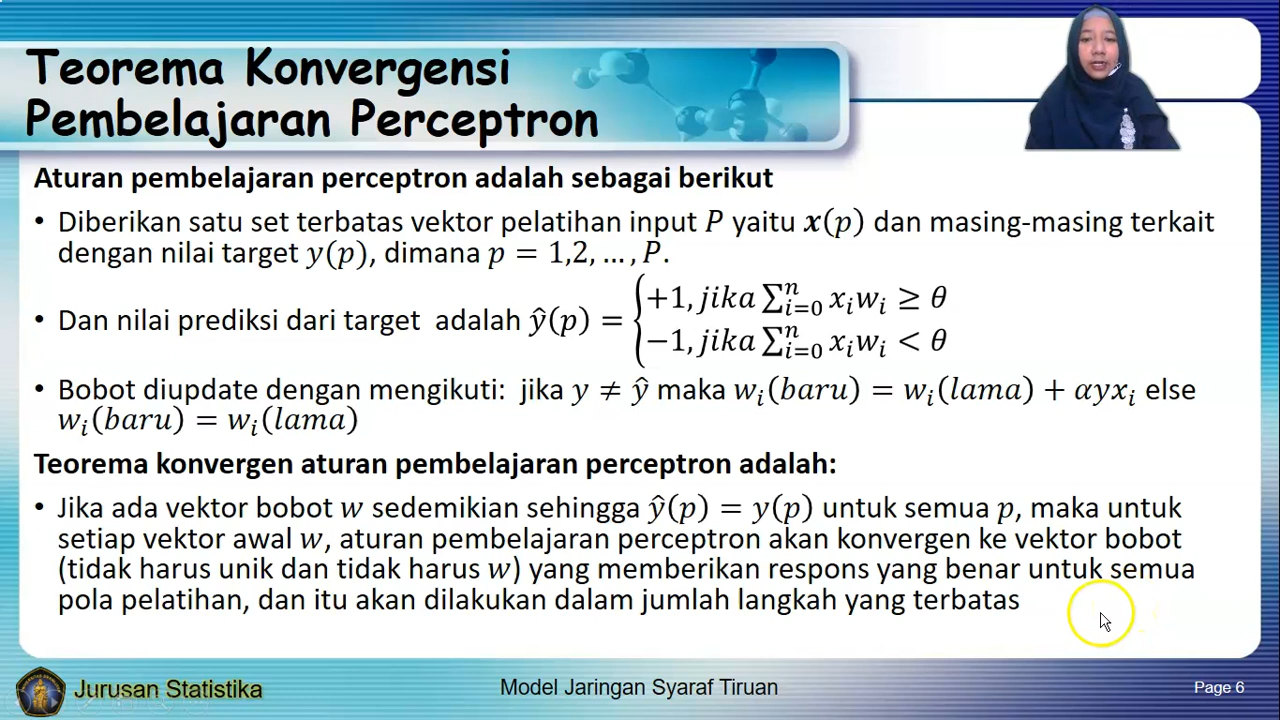 Teorema Konvergensi
Pembelajaran Perceptron
Aturan pembelajaran perceptron adalah sebagai berikut
• Diberikan satu set terbatas vektor pelatihan input P yaitu x(p) dan masing-masing terkait
dengan nilai target y(p), dimana p = 1,2, …, P.
• Dan nilai prediksi dari target adalah ŷ(p) = {+1, jika ∑ⁿᵢ₌₀ xᵢwᵢ ≥ θ
−1, jika ∑ⁿᵢ₌₀ xᵢwᵢ < θ
• Bobot diupdate dengan mengikuti: jika y ≠ ŷ maka wᵢ(baru) = wᵢ(lama) + αyxᵢ else
wᵢ(baru) = wᵢ(lama)
Teorema konvergen aturan pembelajaran perceptron adalah:
• Jika ada vektor bobot w sedemikian sehingga ŷ(p) = y(p) untuk semua p, maka untuk
setiap vektor awal w, aturan pembelajaran perceptron akan konvergen ke vektor bobot
(tidak harus unik dan tidak harus w) yang memberikan respons yang benar untuk semua
pola pelatihan, dan itu akan dilakukan dalam jumlah langkah yang terbatas
Jurusan Statistika
Model Jaringan Syaraf Tiruan
Page 6